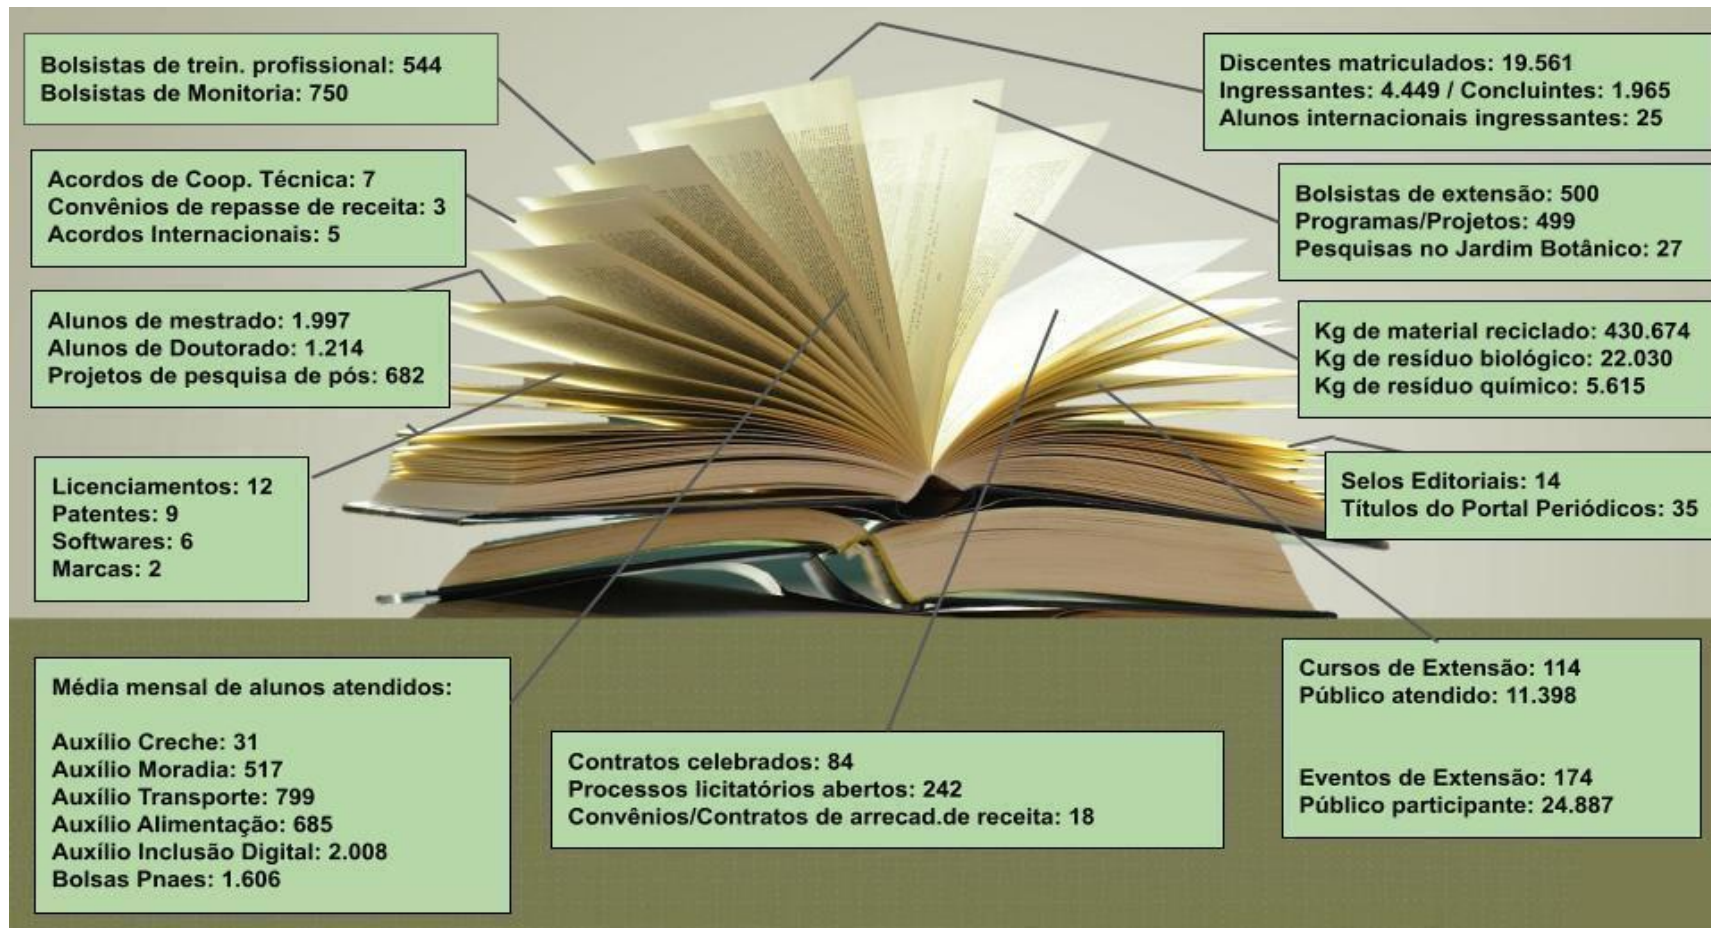 Bolsistas de trein. profissional: 544
Bolsistas de Monitoria: 750
Acordos de Coop. Técnica: 7
Convênios de repasse de receita: 3
Acordos Internacionais: 5
Alunos de mestrado: 1.997
Alunos de Doutorado: 1.214
Projetos de pesquisa de pós: 682
Licenciamentos: 12
Patentes: 9
Softwares: 6
Marcas: 2
Média mensal de alunos atendidos:
Auxílio Creche: 31
Auxílio Moradia: 517
Auxílio Transporte: 799
Auxílio Alimentação: 685
Auxílio Inclusão Digital: 2.008
Bolsas Pnaes: 1.606
Contratos celebrados: 84
Processos licitatórios abertos: 242
Convênios/Contratos de arrecad.de receita: 18
Discentes matriculados: 19.561
Ingressantes: 4.449 / Concluintes: 1.965
Alunos internacionais ingressantes: 25
Bolsistas de extensão: 500
Programas/Projetos: 499
Pesquisas no Jardim Botânico: 27
Kg de material reciclado: 430.674
Kg de resíduo biológico: 22.030
Kg de resíduo químico: 5.615
Selos Editoriais: 14
Títulos do Portal Periódicos: 35
Cursos de Extensão: 114
Público atendido: 11.398
Eventos de Extensão: 174
Público participante: 24.887